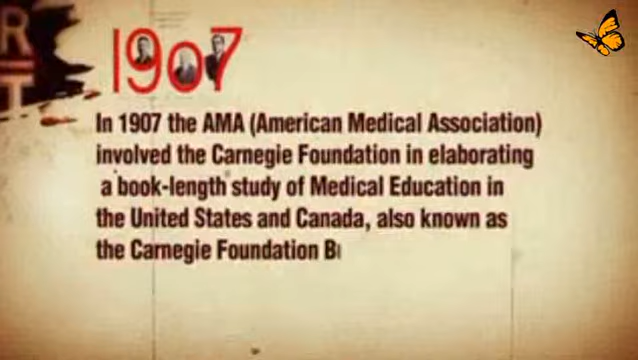 R
T
1907
In 1907 the AMA (American Medical Association)
involved the Carnegie Foundation in elaborating
a book-length study of Medical Education in
the United States and Canada, also known as
the Carnegie Foundation B